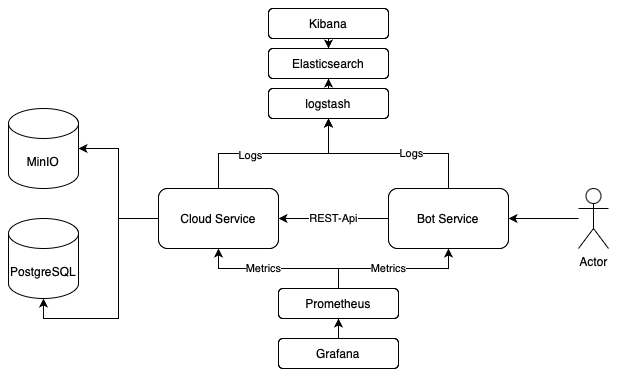 Kibana
Elasticsearch
logstash
MinIO
Logs
Logs
Cloud Service
REST-Api
Bot Service
PostgreSQL
Actor
Metrics
Metrics
Prometheus
Grafana